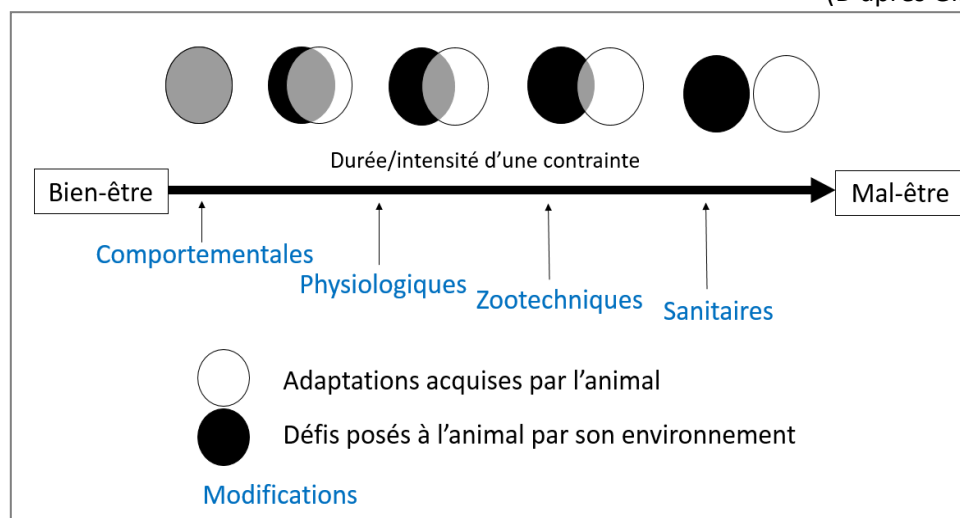 Durée/intensité d'une contrainte
Bien-être
Mal-être
Comportementales
Physiologiques
Zootechniques
Sanitaires
Adaptations acquises par l'animal
Défis posés à l'animal par son environnement
Modifications